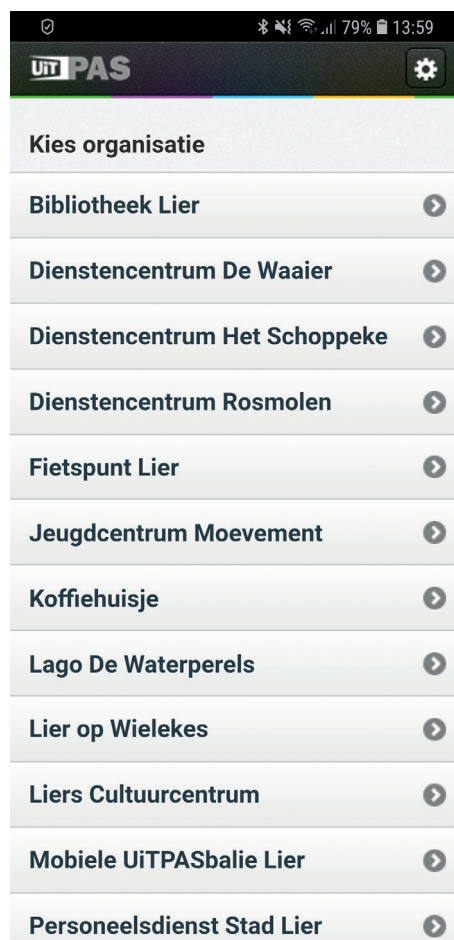 79% 13:59
UiTPAS
Kies organisatie
Bibliotheek Lier
Dienstencentrum De Waaier
Dienstencentrum Het Schoppeke
Dienstencentrum Rosmolen
Fietspunt Lier
Jeugdcentrum Moevement
Koffiehuisje
Lago De Waterperels
Lier op Wielekes
Liers Cultuurcentrum
Mobiele UiTPASbalie Lier
Personeelsdienst Stad Lier